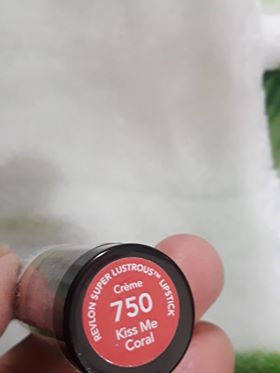 REVLON SUPER LUSTROUS™ LIPSTICK
Crème
750
Kiss Me
Coral